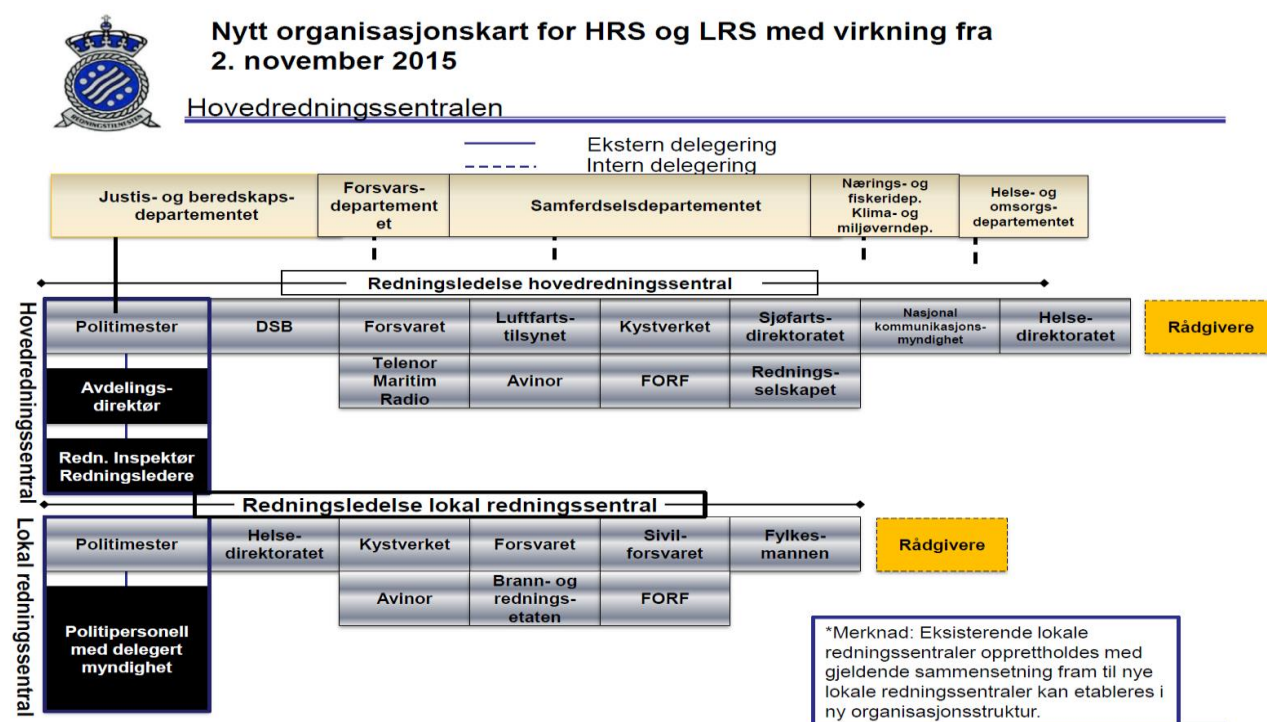 Nytt organisasjonskart for HRS og LRS med virkning fra
2. november 2015
REDNINGSTJENESTEN
Hovedredningssentralen
Ekstern delegering
Intern delegering
Justis- og beredskaps-
departementet
Forsvars-
departement
et
Samferdselsdepartementet
Nærings- og
fiskeridep.
Klima- og
miljøverndep.
Helse- og
omsorgs-
departementet
Redningsledelse hovedredningssentral
Hovedredningssentral
Politimester
DSB
Forsvaret
Luftfarts-
tilsynet
Kystverket
Sjøfarts-
direktoratet
Nasjonal
kommunikasjons-
myndighet
Helse-
direktoratet
Rådgivere
Avdelings-
direktør
Telenor
Maritim
Radio
Avinor
FORF
Rednings-
selskapet
Redn. Inspektør
Redningsledere
Redningsledelse lokal redningssentral
Lokal redningssentral
Politimester
Helse-
direktoratet
Kystverket
Forsvaret
Sivil-
forsvaret
Fylkes-
mannen
Rådgivere
Politipersonell
med delegert
myndighet
Avinor
Brann- og
rednings-
etaten
FORF
*Merknad: Eksisterende lokale
redningssentraler opprettholdes med
gjeldende sammensetning fram til nye
lokale redningssentraler kan etableres i
ny organisasjonsstruktur.